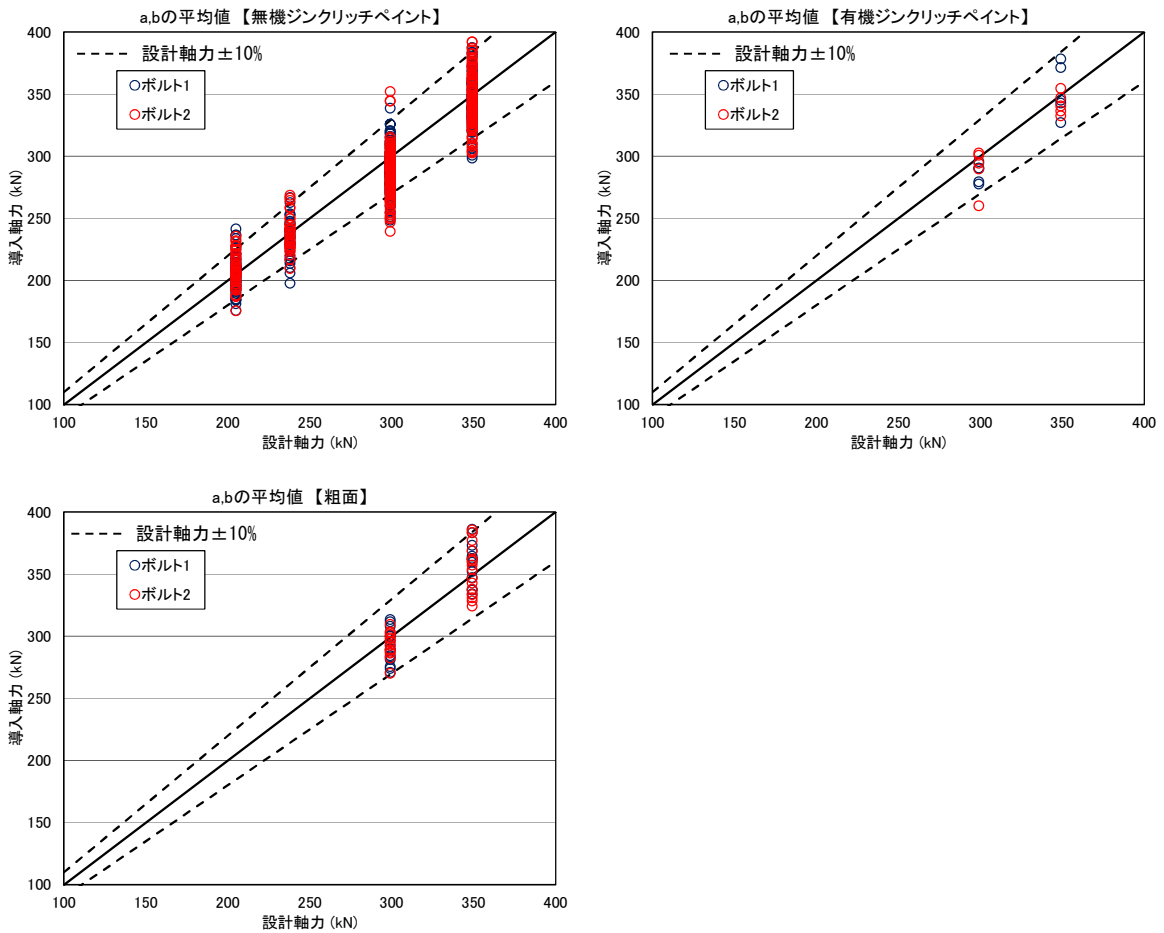 a,bの平均値 【無機ジンクリッチペイント】
400
350
300
250
200
150
100
導入軸力 (kN)
設計軸力±10%
ボルト1
ボルト2
100 150 200 250 300 350 400
設計軸力 (kN)
a,bの平均値 【有機ジンクリッチペイント】
400
350
300
250
200
150
100
導入軸力 (kN)
設計軸力±10%
ボルト1
ボルト2
100 150 200 250 300 350 400
設計軸力 (kN)
a,bの平均値 【粗面】
400
350
300
250
200
150
100
導入軸力 (kN)
設計軸力±10%
ボルト1
ボルト2
100 150 200 250 300 350 400
設計軸力 (kN)